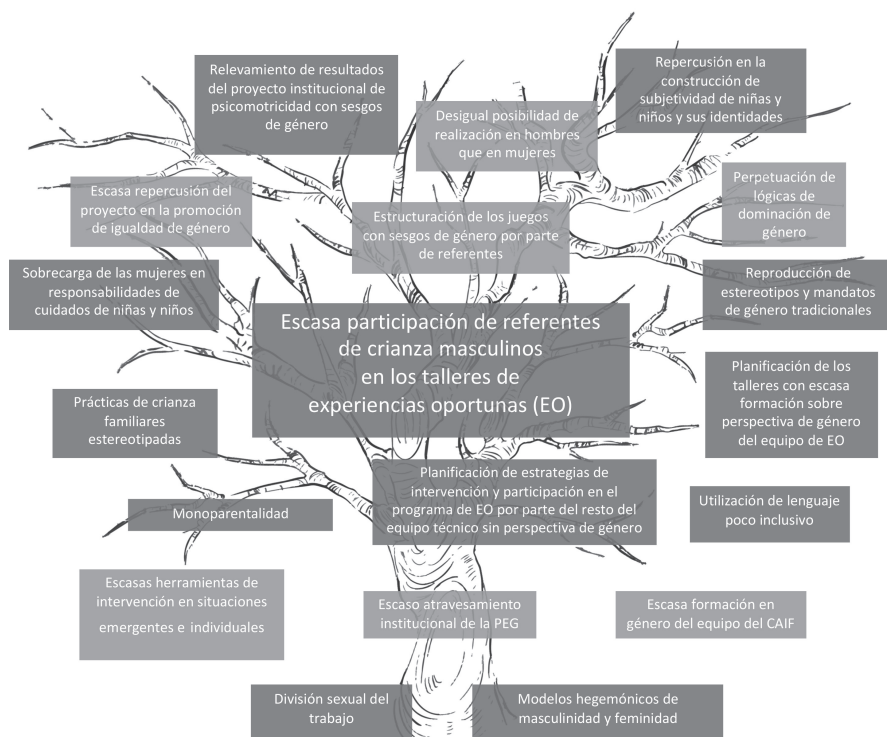 Relevamiento de resultados
del proyecto institucional de
psicomotricidad con sesgos
de género
Desigual posibilidad de
realización en hombres
que en mujeres
Repercusión en la
construcción de
subjetividad de niñas y
niños y sus identidades
Escasa repercusión del
proyecto en la promoción
de igualdad de género
Estructuración de los juegos
con sesgos de género por parte
de referentes
Perpetuación de
lógicas de
dominación de
género
Sobrecarga de las mujeres en
responsabilidades de
cuidados de niñas y niños
Reproducción de
estereotipos y mandatos
de género tradicionales
Escasa participación de referentes
de crianza masculinos
en los talleres de
experiencias oportunas (EO)
Prácticas de crianza
familiares
estereotipadas
Planificación de los
talleres con escasa
formación sobre
perspectiva de género
del equipo de EO
Monoparentalidad
Planificación de estrategias de
intervención y participación en el
programa de EO por parte del resto del
equipo técnico sin perspectiva de género
Utilización de lenguaje
poco inclusivo
Escasas herramientas de
intervención en situaciones
emergentes e individuales
Escaso atravesamiento
institucional de la PEG
Escasa formación en
género del equipo del CAIF
División sexual del
trabajo
Modelos hegemónicos de
masculinidad y feminidad